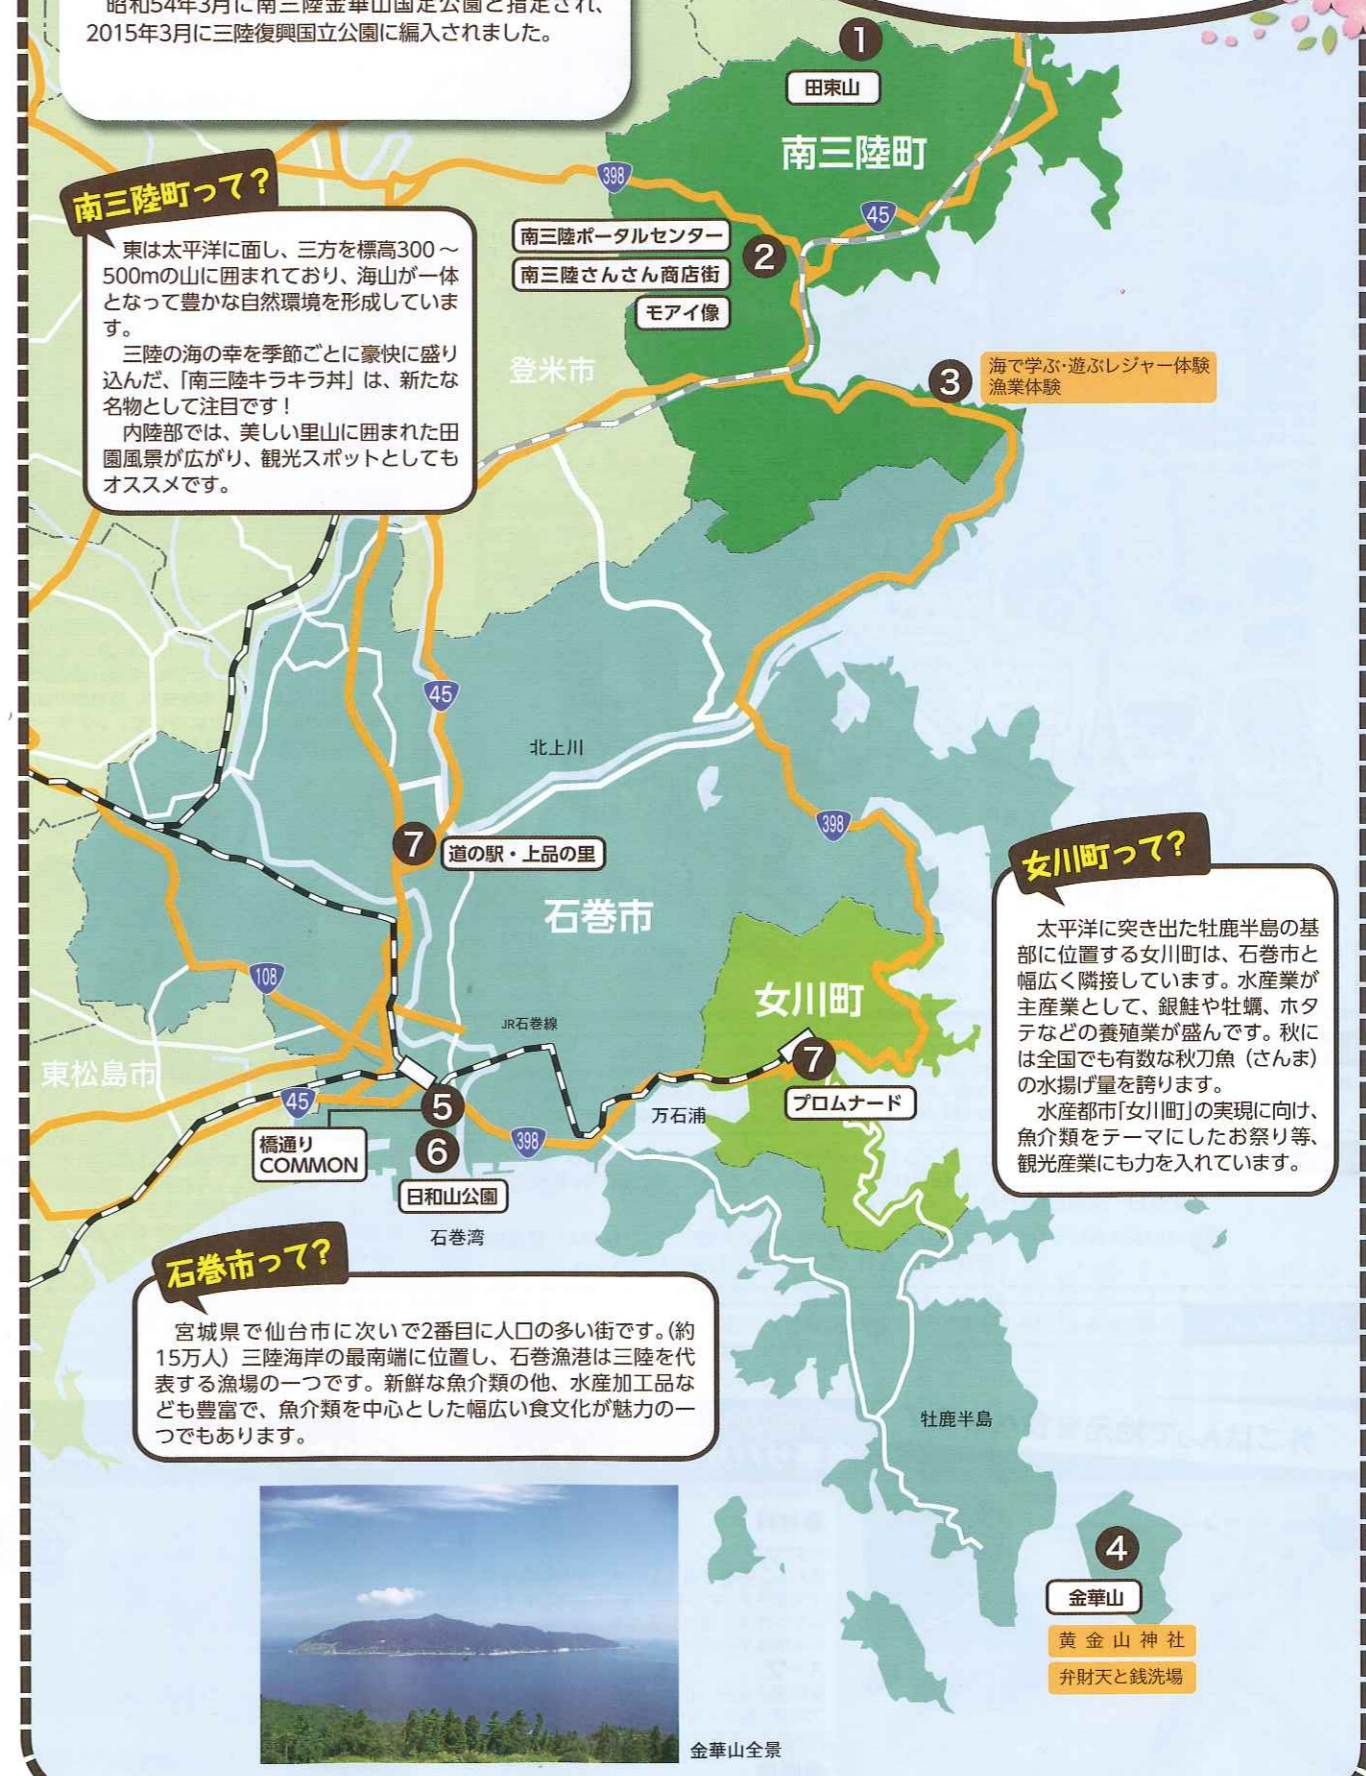 昭和54年3月に南三陸金華山国定公園と指定され、
2015年3月に三陸復興国立公園に編入されました。
1
田束山
南三陸町
398
45
南三陸町って？
東は太平洋に面し、三方を標高300～
500mの山に囲まれており、海山が一体
となって豊かな自然環境を形成していま
す。
三陸の海の幸を季節ごとに豪快に盛り
込んだ、「南三陸キラキラ丼」は、新たな
名物として注目です！
内陸部では、美しい里山に囲まれた田
園風景が広がり、観光スポットとしても
オススメです。
南三陸ポータルセンター
2
南三陸さんさん商店街
モアイ像
登米市
3
海で学ぶ・遊ぶレジャー体験
漁業体験
45
北上川
398
7
道の駅・上品の里
石巻市
女川町って？
太平洋に突き出た牡鹿半島の基
部に位置する女川町は、石巻市と
幅広く隣接しています。水産業が
主産業として、銀鮭や牡蠣、ホタ
テなどの養殖業が盛んです。秋に
は全国でも有数な秋刀魚（さんま）
の水揚げ量を誇ります。
水産都市「女川町」の実現に向け、
魚介類をテーマにしたお祭り等、
観光産業にも力を入れています。
108
女川町
JR石巻線
東松島市
7
プロムナード
万石浦
45
5
橋通り
COMMON
6
398
日和山公園
石巻湾
石巻市って？
宮城県で仙台市に次いで2番目に人口の多い街です。（約
15万人）三陸海岸の最南端に位置し、石巻漁港は三陸を代
表する漁場の一つです。新鮮な魚介類の他、水産加工品な
ども豊富で、魚介類を中心とした幅広い食文化が魅力の一
つでもあります。
牡鹿半島
4
金華山
黄金山神社
弁財天と銭洗場
金華山全景